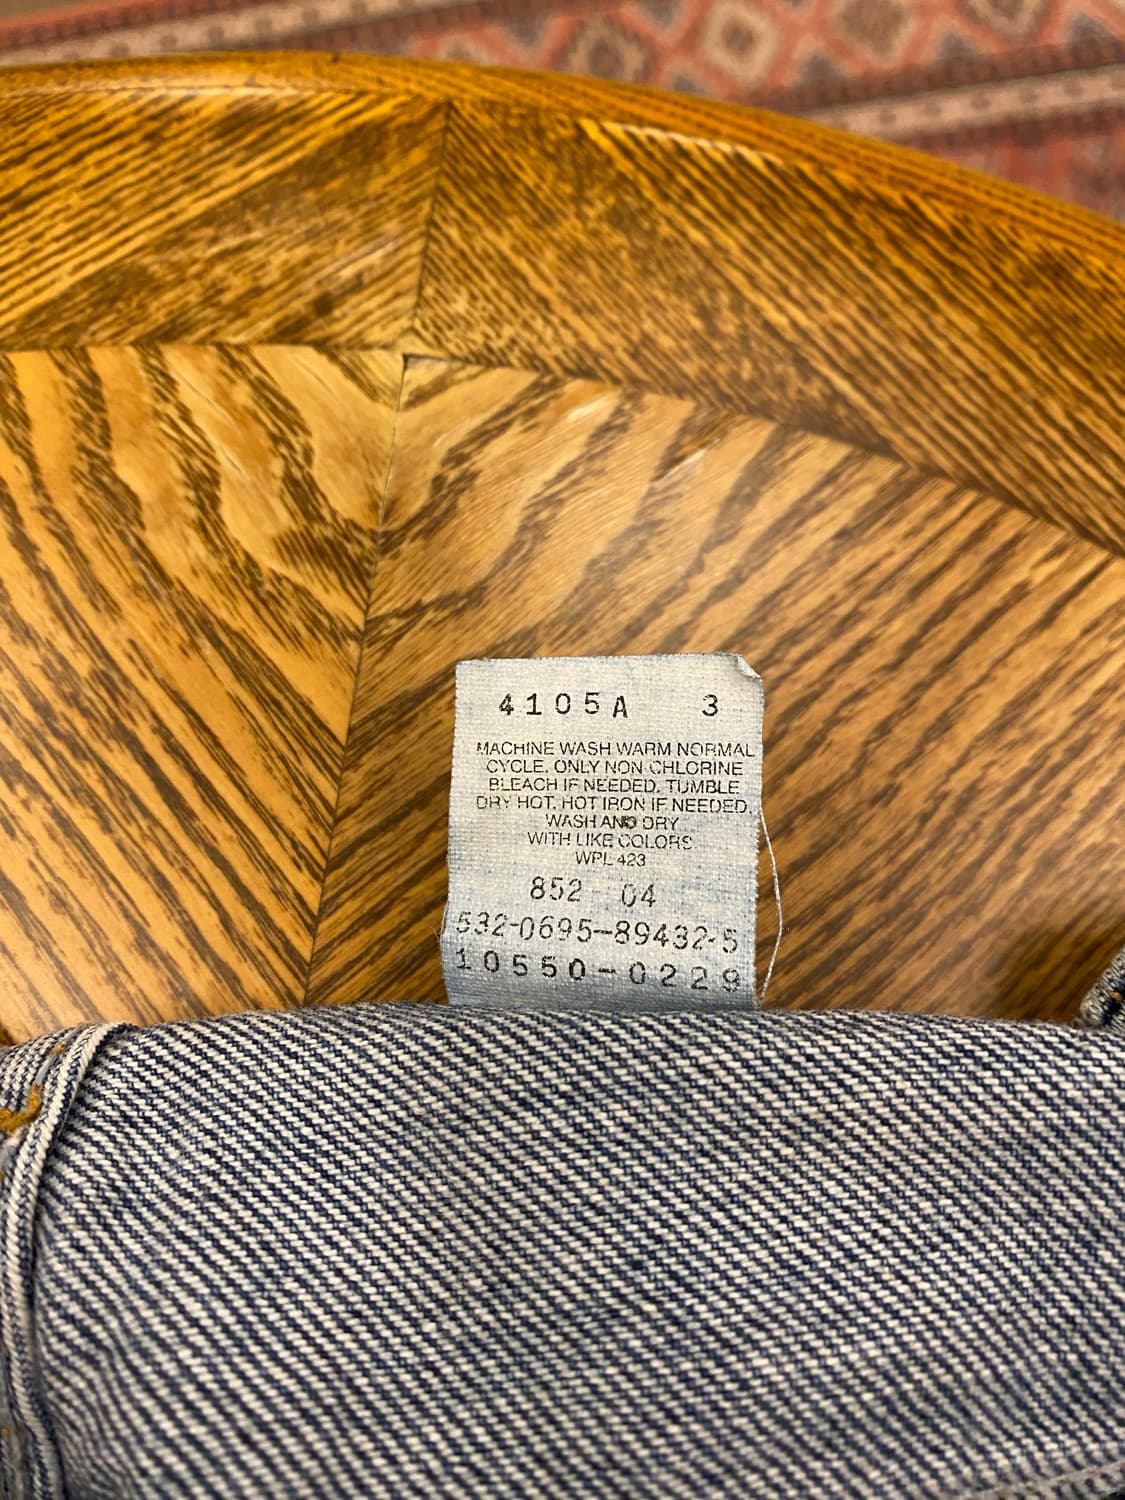 4105A 3
MACHINE WASH WARM NORMAL
CYCLE. ONLY NON CHLORINE
BLEACH IF NEEDED. TUMBLE
DRY HOT. HOT IRON IF NEEDED.
WASH AND DRY
WITH LIKE COLORS
WPL 423
852 04
532-0695-89432-5
10550-0229